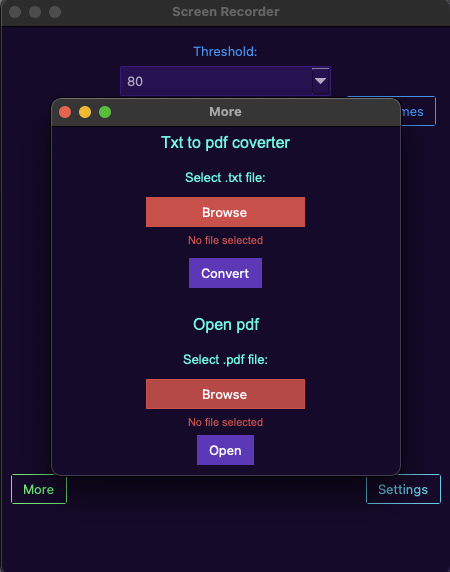 Screen Recorder
Threshold:
80
More
Txt to pdf coverter
Select .txt file:
Browse
No file selected
Convert
Open pdf
Select .pdf file:
Browse
No file selected
Open
More
Settings